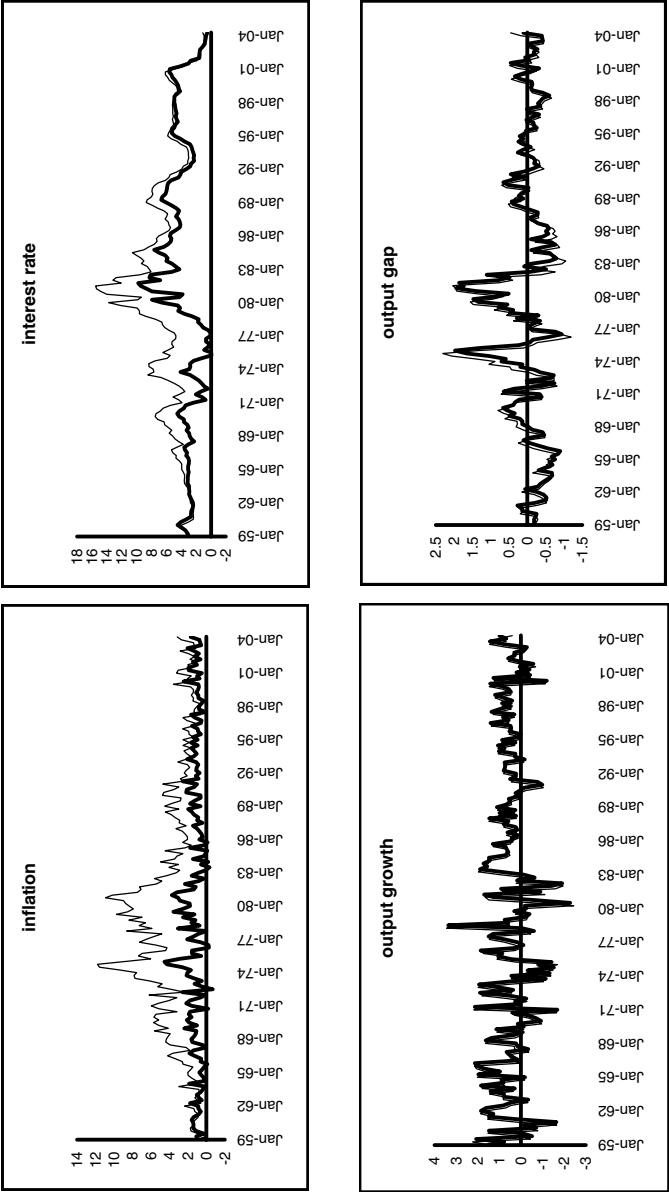 inflation
14
12
10
8
6
4
2
0
-2
Jan-59
Jan-62
Jan-65
Jan-68
Jan-71
Jan-74
Jan-77
Jan-80
Jan-83
Jan-86
Jan-89
Jan-92
Jan-95
Jan-98
Jan-01
Jan-04
interest rate
18
16
14
12
10
8
6
4
2
0
-2
Jan-59
Jan-62
Jan-65
Jan-68
Jan-71
Jan-74
Jan-77
Jan-80
Jan-83
Jan-86
Jan-89
Jan-92
Jan-95
Jan-98
Jan-01
Jan-04
output growth
4
3
2
1
0
-1
-2
-3
Jan-59
Jan-62
Jan-65
Jan-68
Jan-71
Jan-74
Jan-77
Jan-80
Jan-83
Jan-86
Jan-89
Jan-92
Jan-95
Jan-98
Jan-01
Jan-04
output gap
2.5
2
1.5
1
0.5
0
-0.5
-1
-1.5
Jan-59
Jan-62
Jan-65
Jan-68
Jan-71
Jan-74
Jan-77
Jan-80
Jan-83
Jan-86
Jan-89
Jan-92
Jan-95
Jan-98
Jan-01
Jan-04